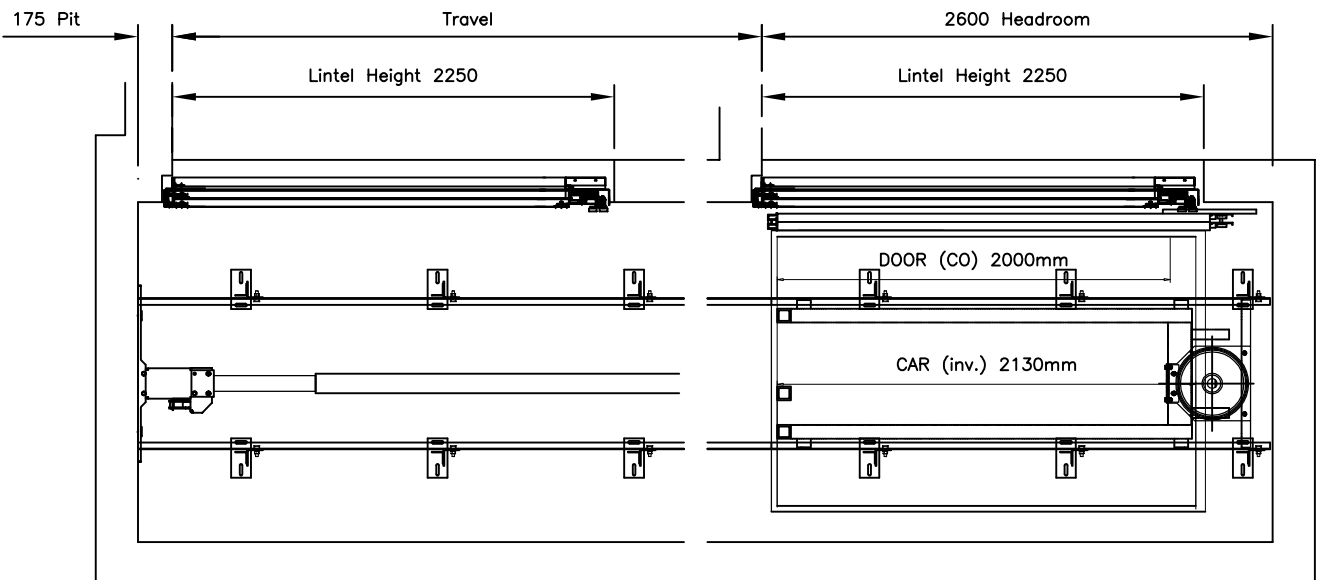 175 Pit
Travel
2600 Headroom
Lintel Height 2250
Lintel Height 2250
DOOR (CO) 2000mm
CAR (inv.) 2130mm